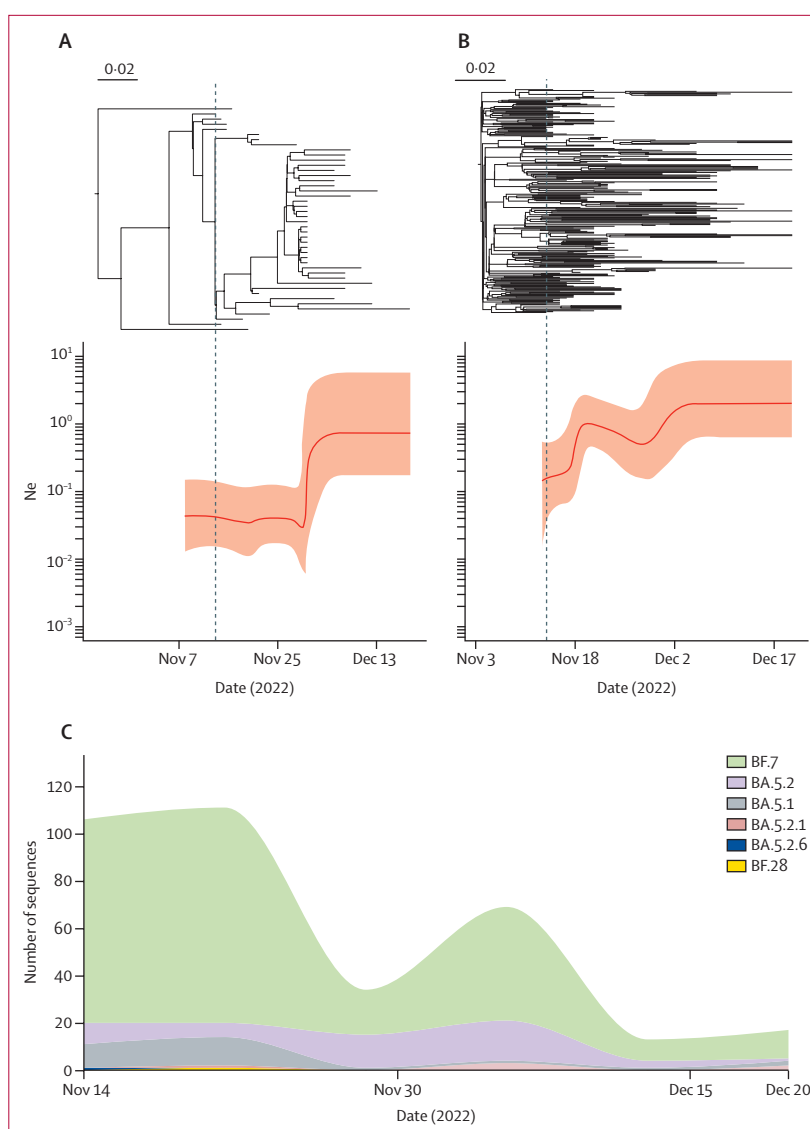 A
B
0·02
0·02
10¹
10⁰
10⁻¹
10⁻²
10⁻³
Ne
Nov 7
Nov 25
Dec 13
Date (2022)
Nov 3
Nov 18
Dec 2
Dec 17
Date (2022)
C
BF.7
BA.5.2
BA.5.1
BA.5.2.1
BA.5.2.6
BF.28
120
100
80
60
40
20
0
Number of sequences
Nov 14
Nov 30
Dec 15
Dec 20
Date (2022)